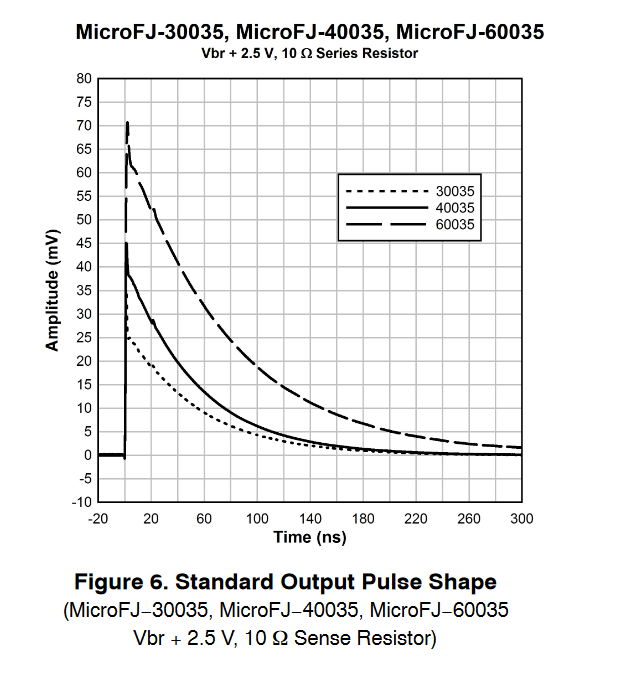 MicroFJ-30035, MicroFJ-40035, MicroFJ-60035
Vbr + 2.5 V, 10 Ω Series Resistor
80
75
70
65
60
55
50
45
40
35
30
25
20
15
10
5
0
-5
-10
Amplitude (mV)
30035
40035
60035
-20 20 60 100 140 180 220 260 300
Time (ns)
Figure 6. Standard Output Pulse Shape
(MicroFJ−30035, MicroFJ−40035, MicroFJ−60035
Vbr + 2.5 V, 10 Ω Sense Resistor)